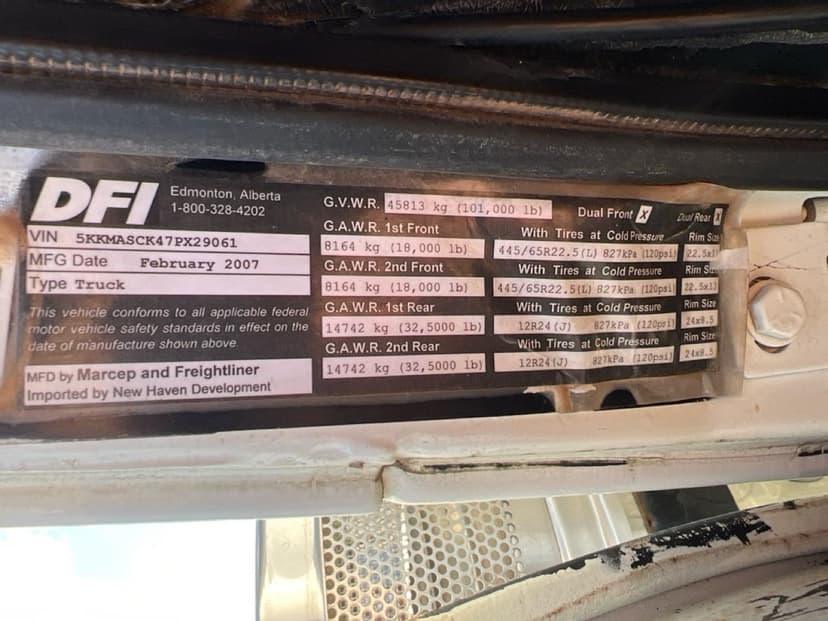 DFI
Edmonton, Alberta
1-800-328-4202
VIN 5KKMASCK47PX29061
MFG Date February 2007
Type Truck
This vehicle conforms to all applicable federal
motor vehicle safety standards in effect on the
date of manufacture shown above.
MFD by Marcep and Freightliner
Imported by New Haven Development
G.V.W.R. 45813 kg (101,000 lb) Dual Front X Dual Rear X
G.A.W.R. 1st Front With Tires at Cold Pressure Rim Size
8164 kg (18,000 lb) 445/65R22.5(L) 827kPa (120psi) 22.5x13
G.A.W.R. 2nd Front With Tires at Cold Pressure Rim Size
8164 kg (18,000 lb) 445/65R22.5(L) 827kPa (120psi) 22.5x13
G.A.W.R. 1st Rear With Tires at Cold Pressure Rim Size
14742 kg (32,5000 lb) 12R24(J) 827kPa (120psi) 24x8.5
G.A.W.R. 2nd Rear With Tires at Cold Pressure Rim Size
14742 kg (32,5000 lb) 12R24(J) 827kPa (120psi) 24x8.5